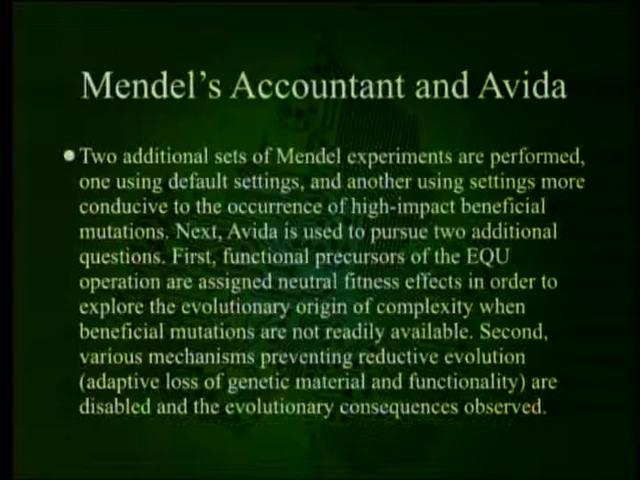 Mendel's Accountant and Avida
Two additional sets of Mendel experiments are performed,
one using default settings, and another using settings more
conducive to the occurrence of high-impact beneficial
mutations. Next, Avida is used to pursue two additional
questions. First, functional precursors of the EQU
operation are assigned neutral fitness effects in order to
explore the evolutionary origin of complexity when
beneficial mutations are not readily available. Second,
various mechanisms preventing reductive evolution
(adaptive loss of genetic material and functionality) are
disabled and the evolutionary consequences observed.